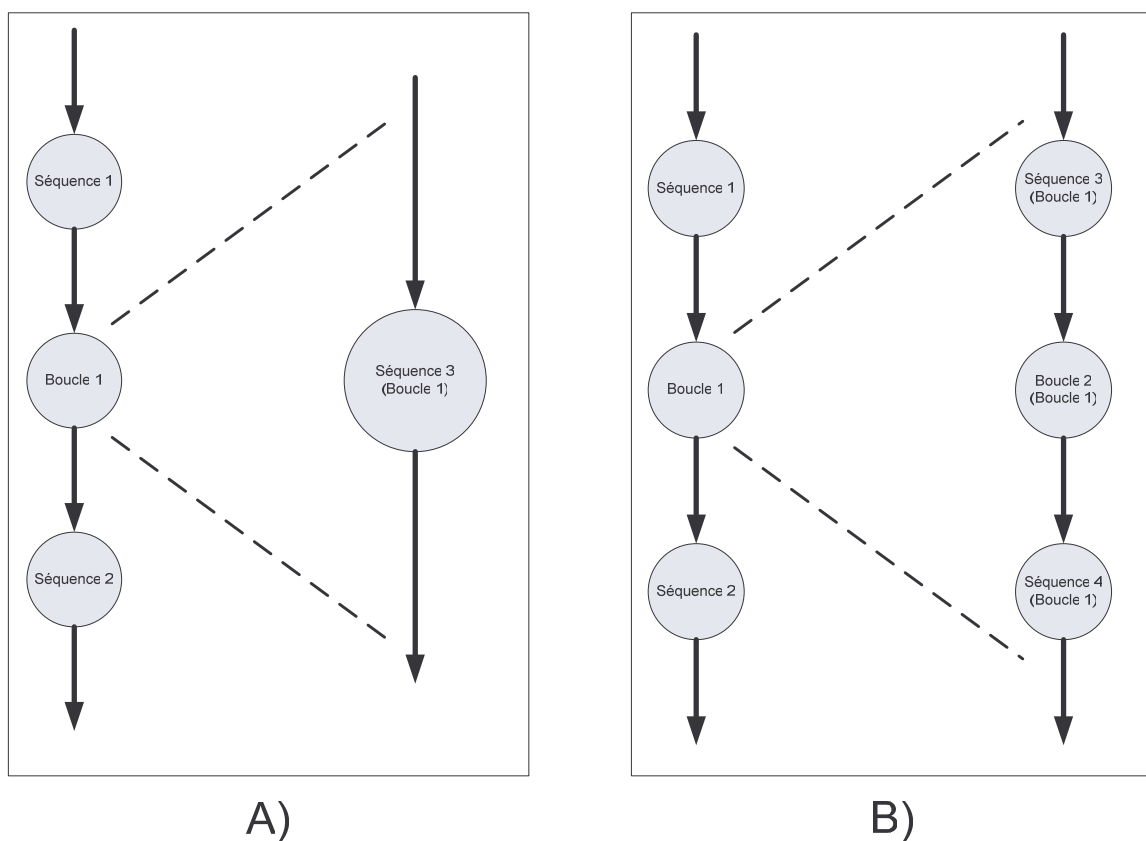 Séquence 1
Boucle 1
Séquence 2
Séquence 3
(Boucle 1)
A)
Séquence 1
Boucle 1
Séquence 2
Séquence 3
(Boucle 1)
Boucle 2
(Boucle 1)
Séquence 4
(Boucle 1)
B)